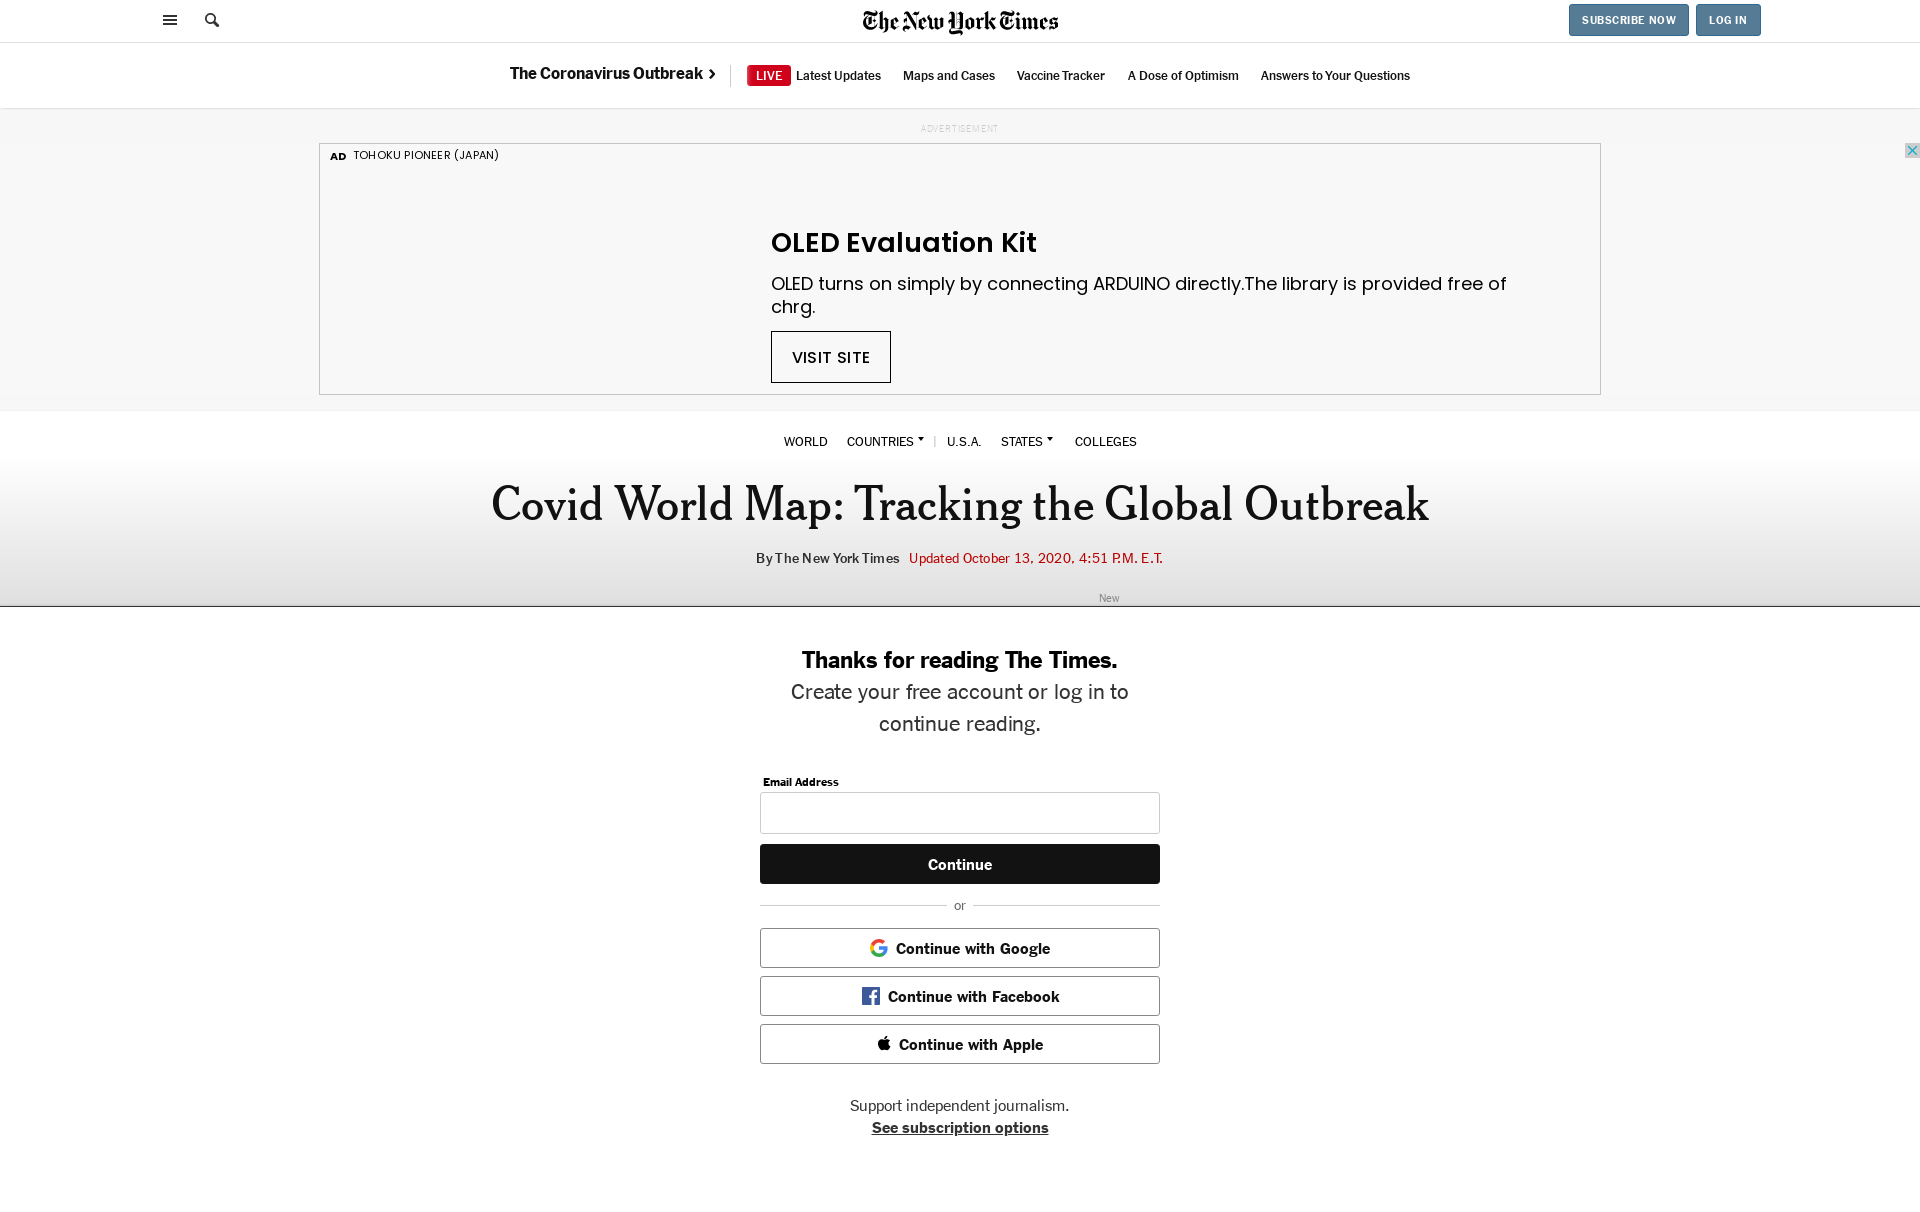 The New York Times
SUBSCRIBE NOW
LOG IN
The Coronavirus Outbreak
LIVE Latest Updates
Maps and Cases
Vaccine Tracker
A Dose of Optimism
Answers to Your Questions
ADVERTISEMENT
AD TOHOKU PIONEER (JAPAN)
OLED Evaluation Kit
OLED turns on simply by connecting ARDUINO directly.The library is provided free of
chrg.
VISIT SITE
WORLD
COUNTRIES
U.S.A.
STATES
COLLEGES
Covid World Map: Tracking the Global Outbreak
By The New York Times Updated October 13, 2020, 4:51 P.M. E.T.
New
Thanks for reading The Times.
Create your free account or log in to
continue reading.
Email Address
Continue
or
Continue with Google
Continue with Facebook
Continue with Apple
Support independent journalism.
See subscription options